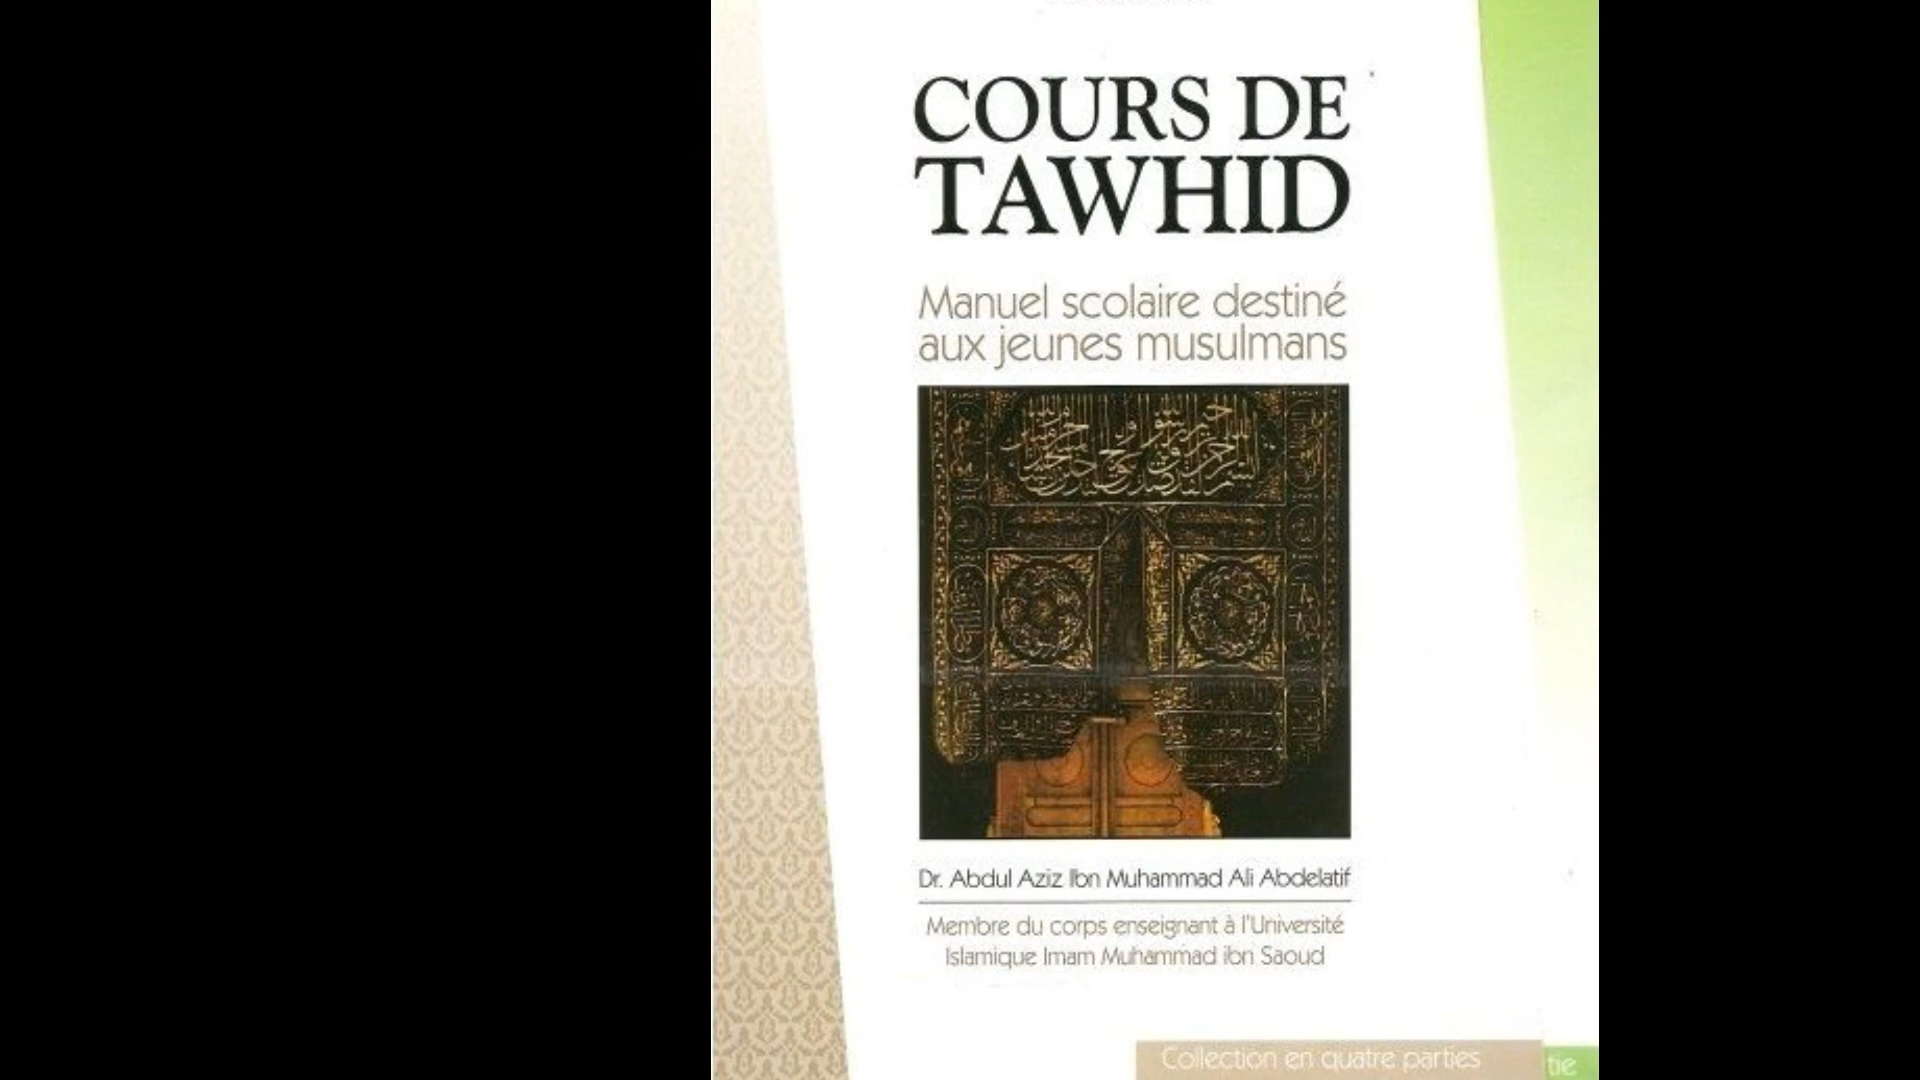 COURS DE
TAWHID
Manuel scolaire destiné
aux jeunes musulmans
Dr. Abdul Aziz Ibn Muhammad Ali Abdelatif
Membre du corps enseignant à l'Université
Islamique Imam Muhammad ibn Saoud
Collection en quatre parties
tie